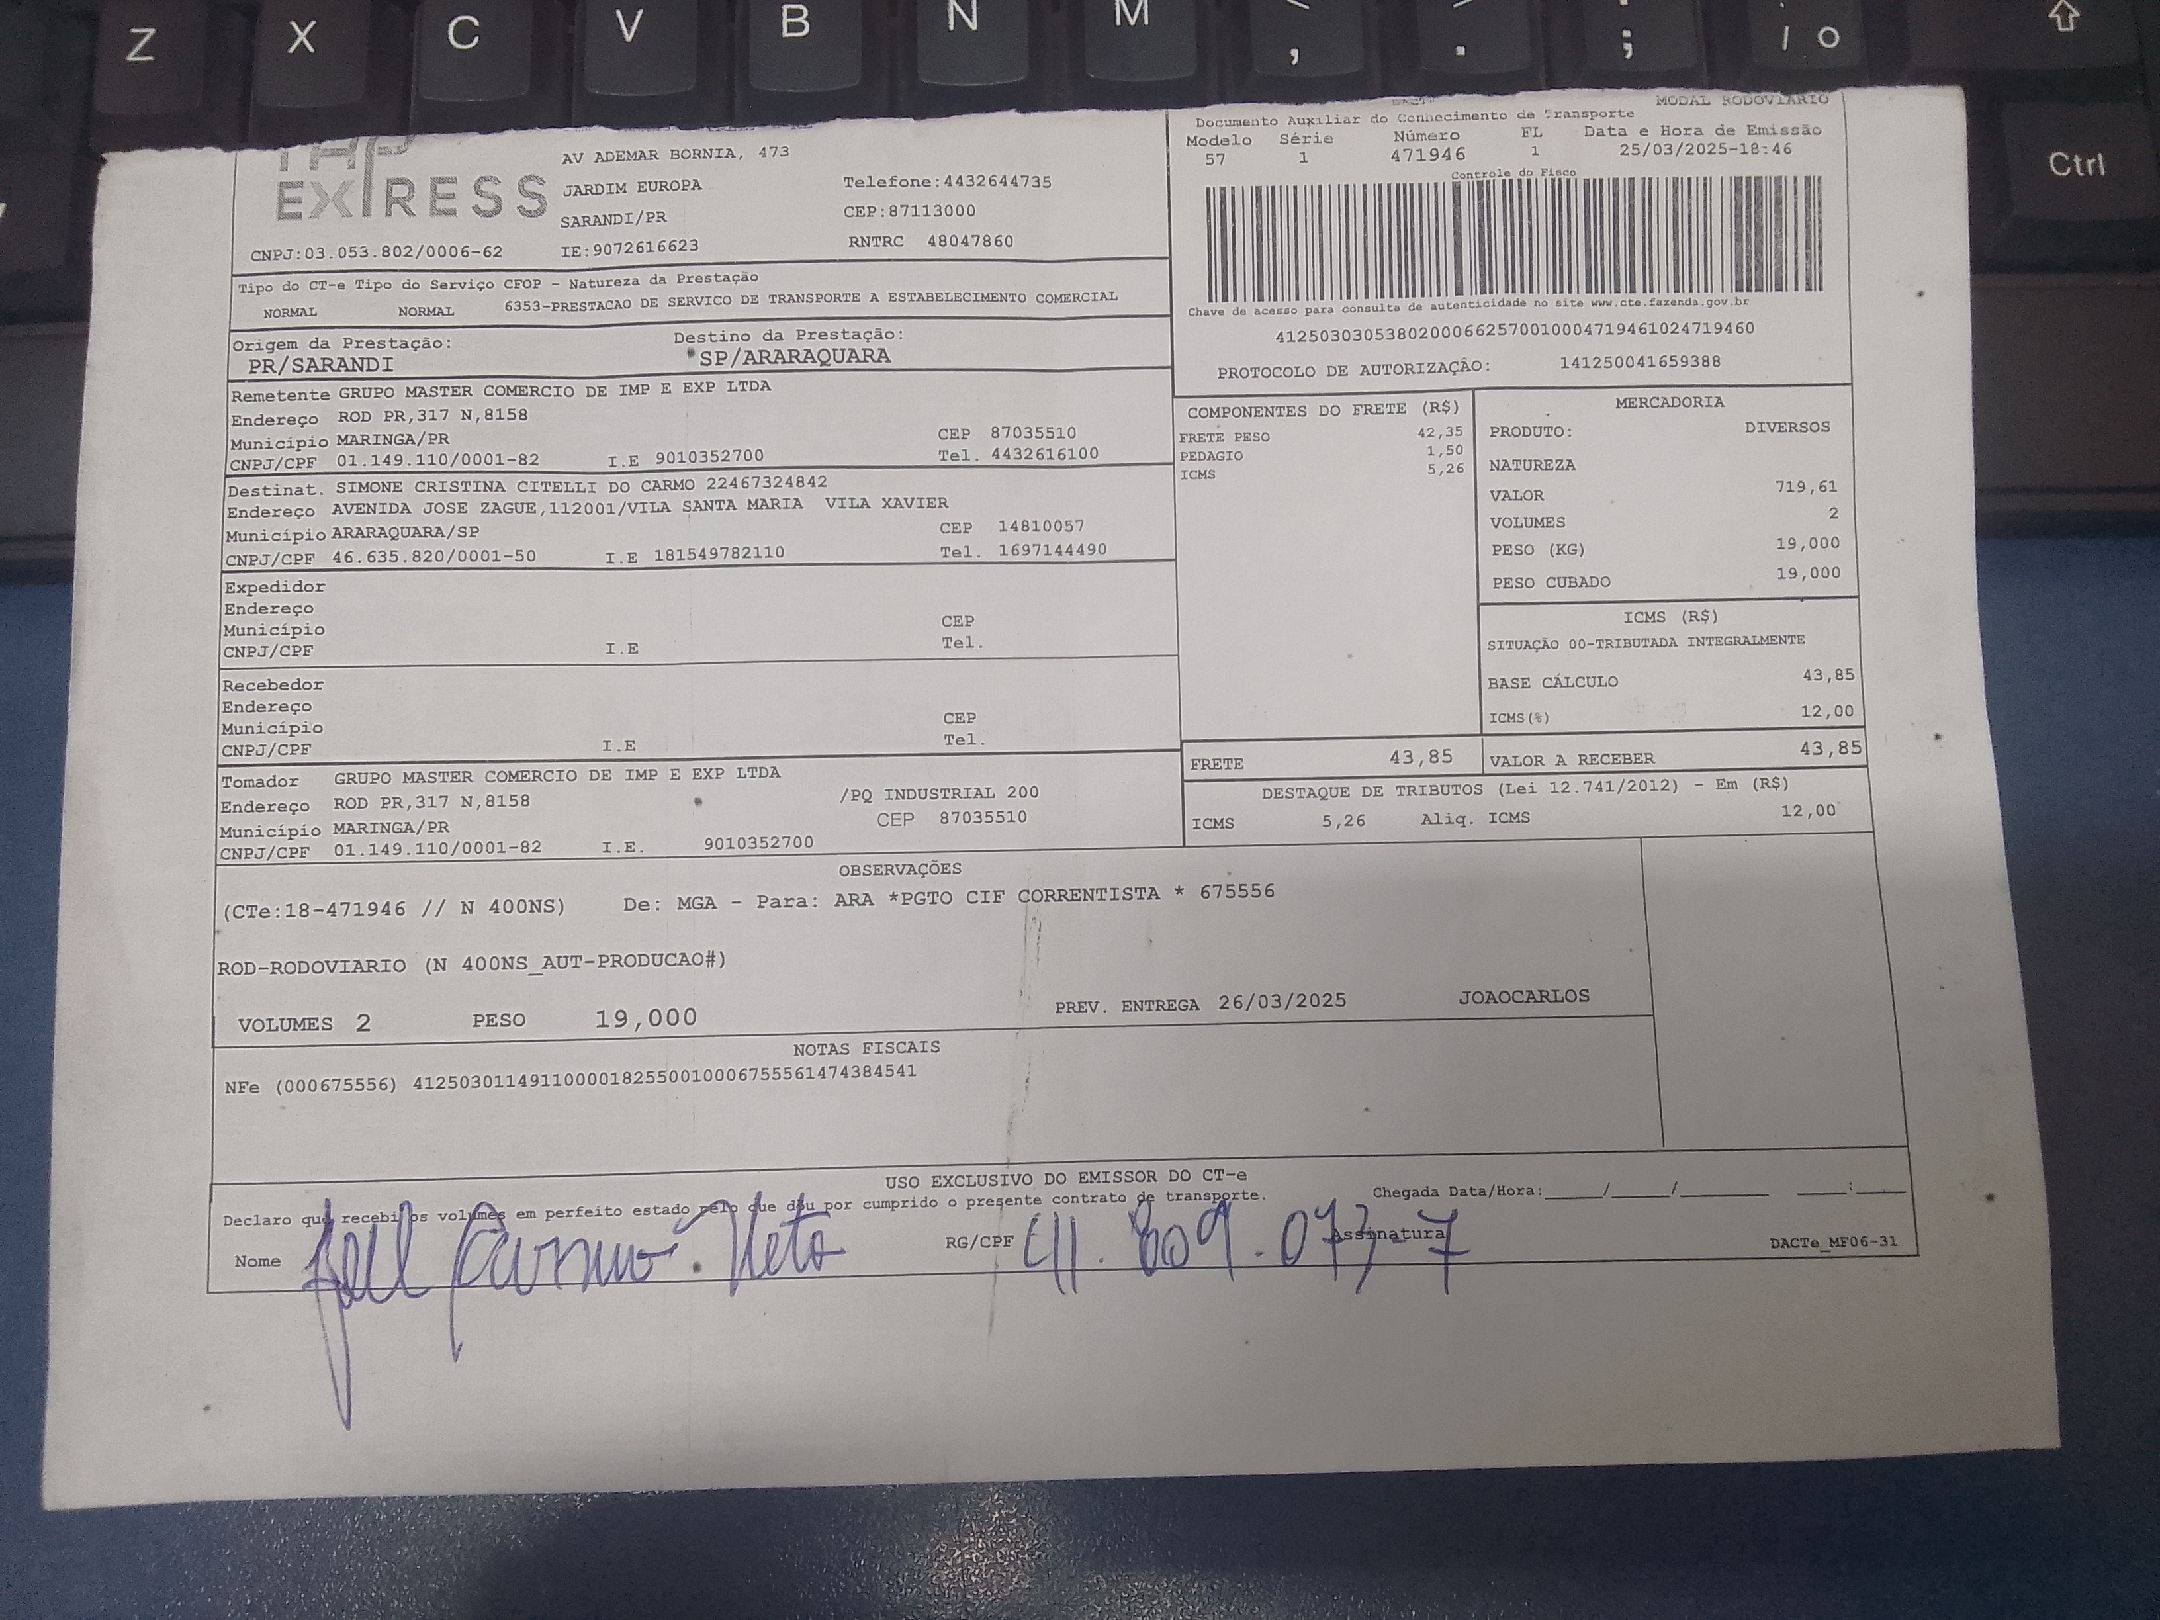 Z X C V B N M , . ; /
Ctrl
MODAL RODOVIARIO
Documento Auxiliar do Conhecimento de Transporte
Modelo Série Número FL Data e Hora de Emissão
57 1 471946 1 25/03/2025-18:46
Controle do Fisco
EXPRESS
AV ADEMAR BORNIA, 473
JARDIM EUROPA Telefone:4432644735
SARANDI/PR CEP:87113000
CNPJ:03.053.802/0006-62 IE:9072616623 RNTRC 48047860
Tipo do CT-e Tipo do Serviço CFOP - Natureza da Prestação
NORMAL NORMAL 6353-PRESTACAO DE SERVICO DE TRANSPORTE A ESTABELECIMENTO COMERCIAL
Chave de acesso para consulta de autenticidade no site www.cte.fazenda.gov.br
41250303053802000662570010004719461024719460
PROTOCOLO DE AUTORIZAÇÂO: 141250041659388
Origem da Prestação: Destino da Prestação:
PR/SARANDI SP/ARARAQUARA
Remetente GRUPO MASTER COMERCIO DE IMP E EXP LTDA
Endereço ROD PR,317 N,8158
Município MARINGA/PR CEP 87035510
CNPJ/CPF 01.149.110/0001-82 I.E 9010352700 Tel. 4432616100
Destinat. SIMONE CRISTINA CITELLI DO CARMO 22467324842
Endereço AVENIDA JOSE ZAGUE,112001/VILA SANTA MARIA VILA XAVIER
Município ARARAQUARA/SP CEP 14810057
CNPJ/CPF 46.635.820/0001-50 I.E 181549782110 Tel. 1697144490
Expedidor
Endereço
Município CEP
CNPJ/CPF I.E Tel.
Recebedor
Endereço
Município CEP
CNPJ/CPF I.E Tel.
Tomador GRUPO MASTER COMERCIO DE IMP E EXP LTDA
Endereço ROD PR,317 N,8158 /PQ INDUSTRIAL 200
Município MARINGA/PR CEP 87035510
CNPJ/CPF 01.149.110/0001-82 I.E. 9010352700
COMPONENTES DO FRETE (R$)
FRETE PESO 42,35
PEDAGIO 1,50
ICMS 5,26
MERCADORIA
PRODUTO: DIVERSOS
NATUREZA
VALOR 719,61
VOLUMES 2
PESO (KG) 19,000
PESO CUBADO 19,000
ICMS (R$)
SITUAÇÃO 00-TRIBUTADA INTEGRALMENTE
BASE CÁLCULO 43,85
ICMS(%) 12,00
FRETE 43,85 VALOR A RECEBER 43,85
DESTAQUE DE TRIBUTOS (Lei 12.741/2012) - Em (R$)
ICMS 5,26 Aliq. ICMS 12,00
OBSERVAÇÕES
(CTe:18-471946 // N 400NS) De: MGA - Para: ARA *PGTO CIF CORRENTISTA * 675556
ROD-RODOVIARIO (N 400NS_AUT-PRODUCAO#)
VOLUMES 2 PESO 19,000 PREV. ENTREGA 26/03/2025 JOAOCARLOS
NOTAS FISCAIS
NFe (000675556) 41250301149110000182550010006755561474384541
USO EXCLUSIVO DO EMISSOR DO CT-e
Declaro que recebi os volumes em perfeito estado pelo que dou por cumprido o presente contrato de transporte. Chegada Data/Hora:_____/_____/________ ____:____
Nome Neto RG/CPF 41.809.073-7 Assinatura DACTe_MF06-31